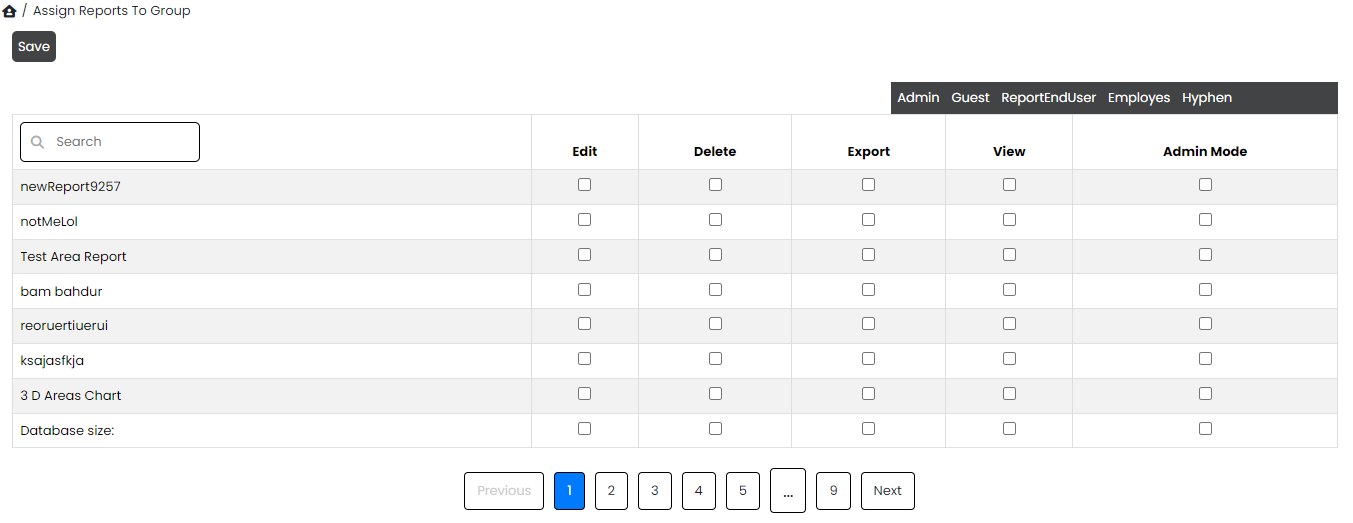 / Assign Reports To Group
Save
Admin Guest ReportEndUser Employes Hyphen
Search Edit Delete Export View Admin Mode
newReport9257
notMeLol
Test Area Report
bam bahdur
reoruertiuerui
ksajasfkja
3 D Areas Chart
Database size:
Previous 1 2 3 4 5 ... 9 Next